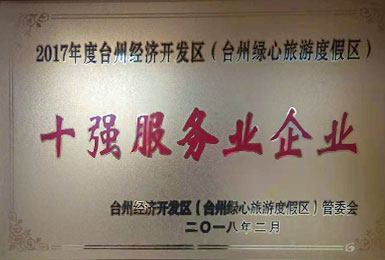 2017年度台州经济开发区（台州绿心旅游度假区）
十强服务业企业
台州经济开发区（台州绿心旅游度假区）管委会
二〇一八年二月